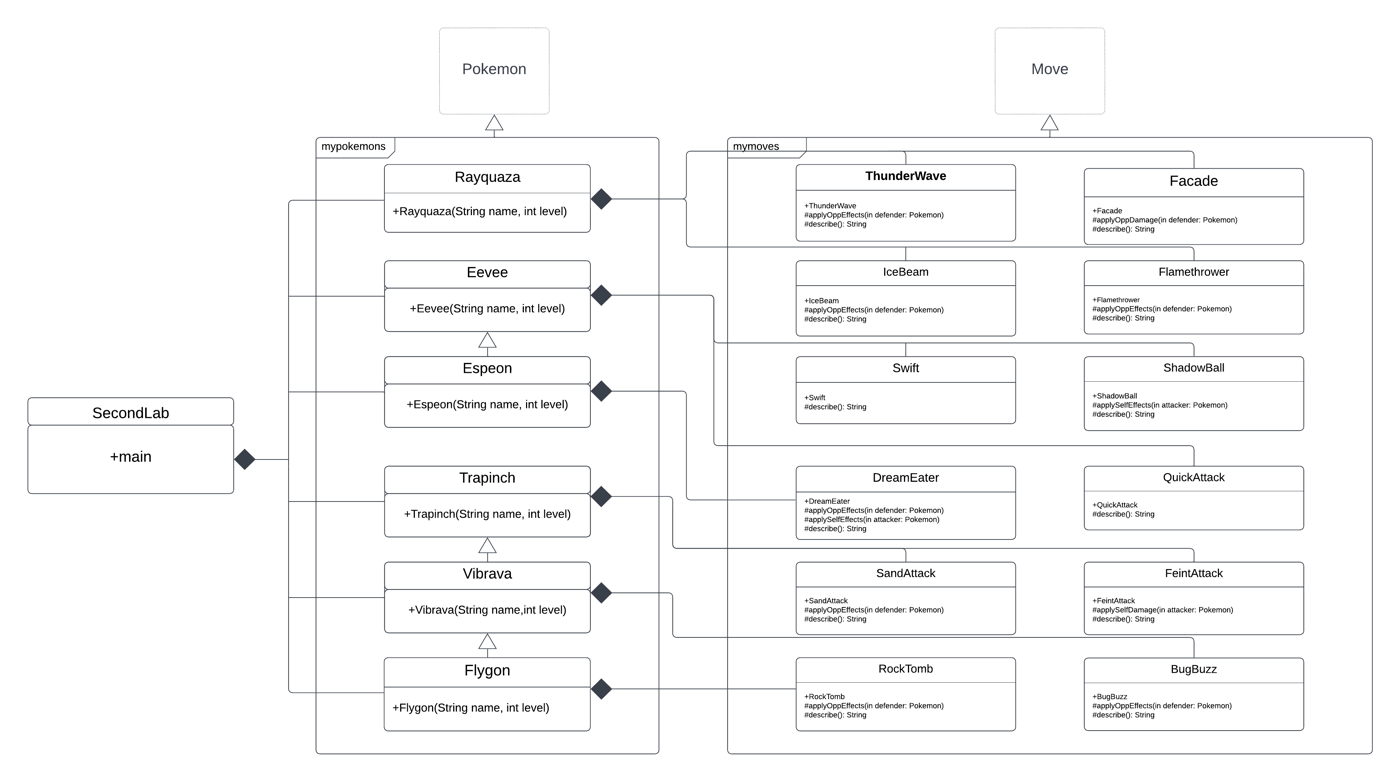 Pokemon
Move
mypokemons
mymoves
Rayquaza
+Rayquaza(String name, int level)
ThunderWave
+ThunderWave
#applyOppEffects(in defender: Pokemon)
#describe(): String
Facade
+Facade
#applyOppDamage(in defender: Pokemon)
#describe(): String
Eevee
+Eevee(String name, int level)
IceBeam
+IceBeam
#applyOppEffects(in defender: Pokemon)
#describe(): String
Flamethrower
+Flamethrower
#applyOppEffects(in defender: Pokemon)
#describe(): String
Espeon
+Espeon(String name, int level)
Swift
+Swift
#describe(): String
ShadowBall
+ShadowBall
#applySelfEffects(in attacker: Pokemon)
#describe(): String
SecondLab
+main
Trapinch
+Trapinch(String name, int level)
DreamEater
+DreamEater
#applyOppEffects(in defender: Pokemon)
#applySelfEffects(in attacker: Pokemon)
#describe(): String
QuickAttack
+QuickAttack
#describe(): String
Vibrava
+Vibrava(String name,int level)
SandAttack
+SandAttack
#applyOppEffects(in defender: Pokemon)
#describe(): String
FeintAttack
+FeintAttack
#applySelfDamage(in attacker: Pokemon)
#describe(): String
Flygon
+Flygon(String name, int level)
RockTomb
+RockTomb
#applyOppEffects(in defender: Pokemon)
#describe(): String
BugBuzz
+BugBuzz
#applyOppEffects(in defender: Pokemon)
#describe(): String